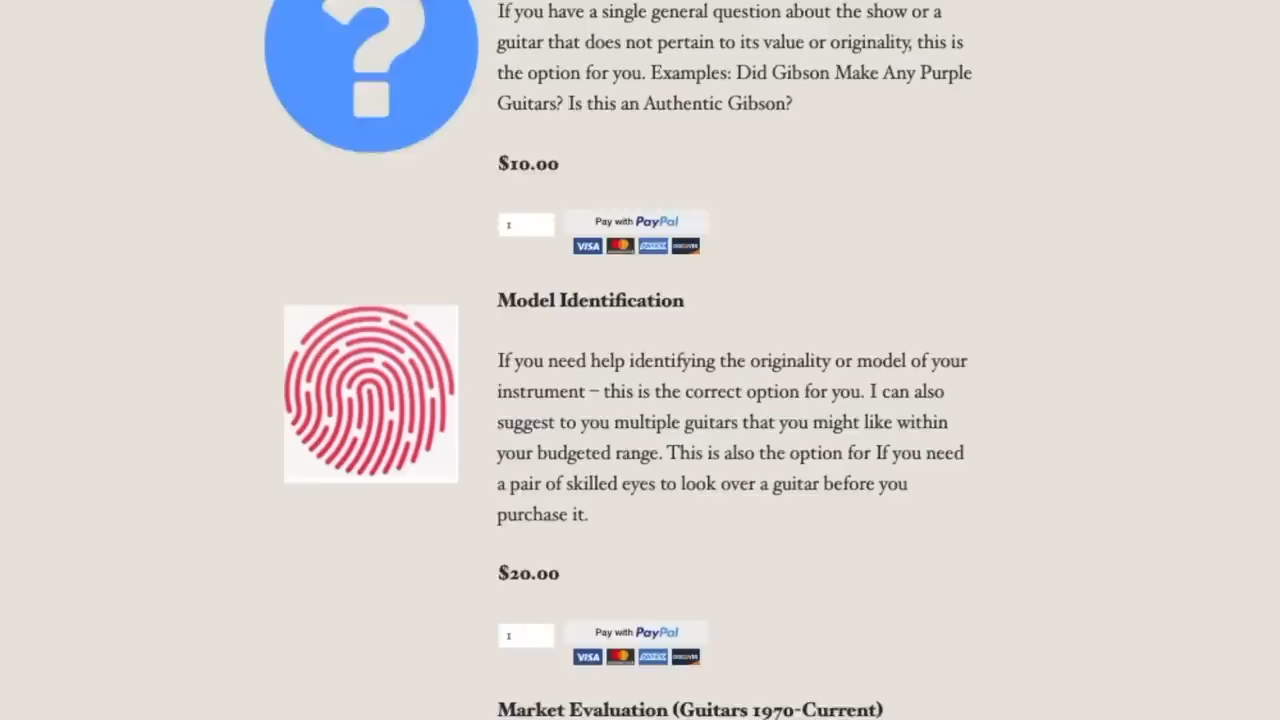 If you have a single general question about the show or a
guitar that does not pertain to its value or originality, this is
the option for you. Examples: Did Gibson Make Any Purple
Guitars? Is this an Authentic Gibson?
$10.00
1
Pay with PayPal
VISA
DISCOVER
Model Identification
If you need help identifying the originality or model of your
instrument – this is the correct option for you. I can also
suggest to you multiple guitars that you might like within
your budgeted range. This is also the option for If you need
a pair of skilled eyes to look over a guitar before you
purchase it.
$20.00
1
Pay with PayPal
VISA
DISCOVER
Market Evaluation (Guitars 1970-Current)